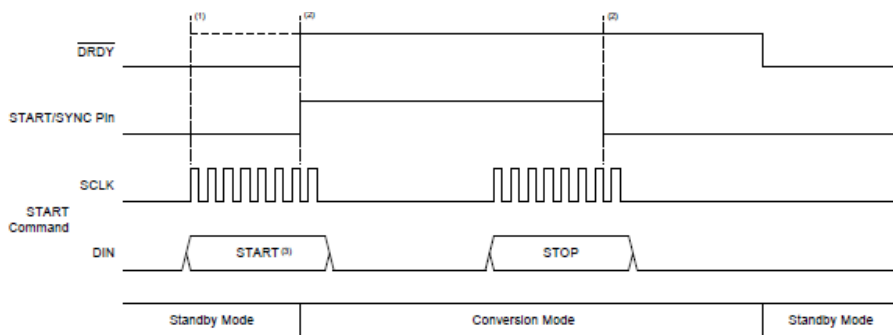 (1) (2) (2)
DRDY
START/SYNC Pin
SCLK
START
Command
DIN START (3) STOP
Standby Mode Conversion Mode Standby Mode